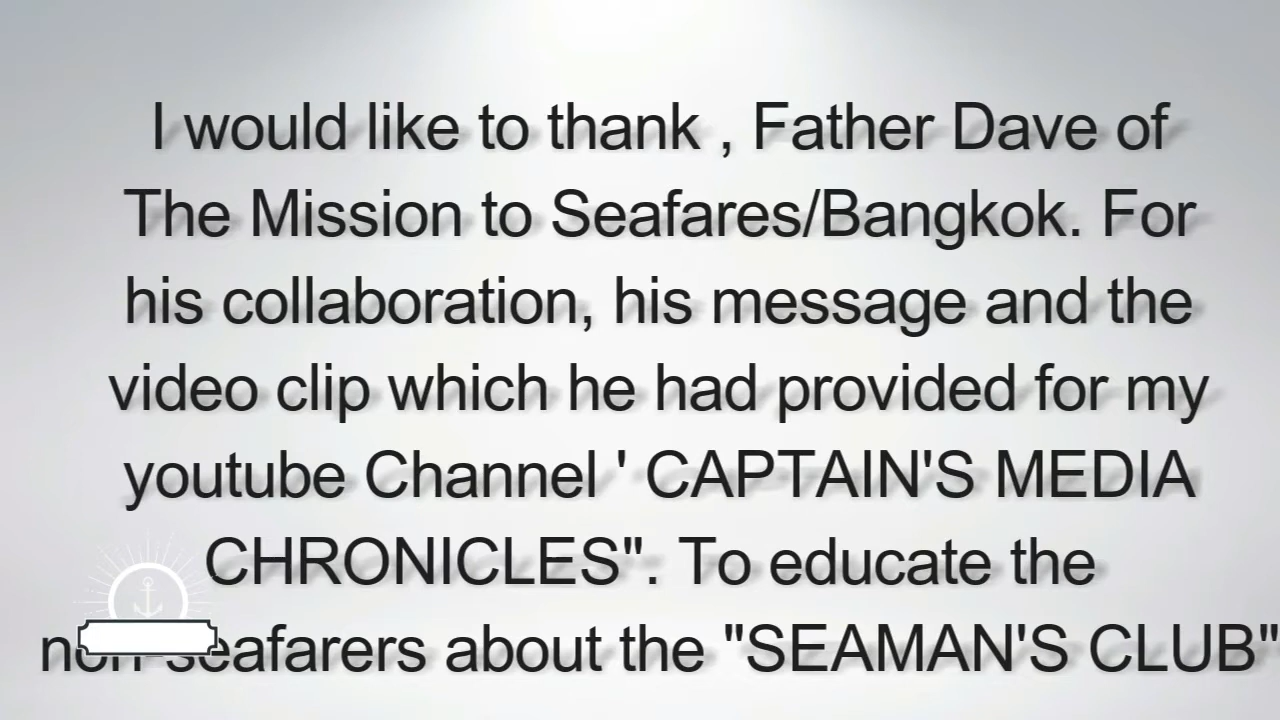 I would like to thank , Father Dave of
The Mission to Seafares/Bangkok. For
his collaboration, his message and the
video clip which he had provided for my
youtube Channel ' CAPTAIN'S MEDIA
CHRONICLES". To educate the
non-seafarers about the "SEAMAN'S CLUB"